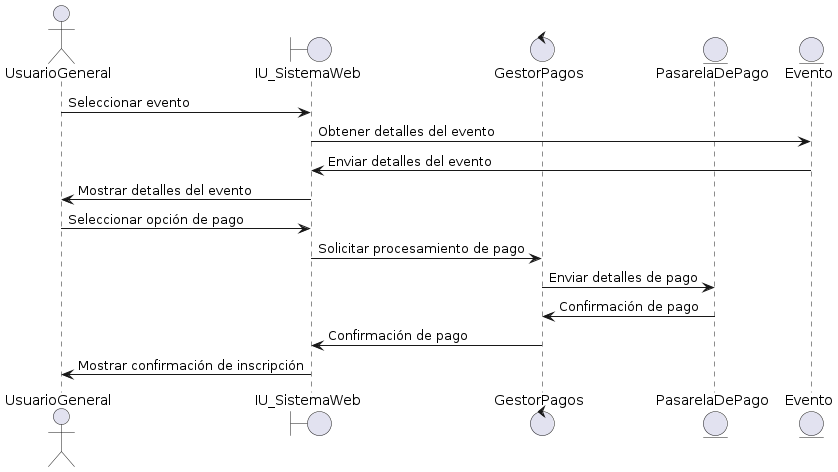 UsuarioGeneral IU_SistemaWeb GestorPagos PasarelaDePago Evento
Seleccionar evento
Obtener detalles del evento
Enviar detalles del evento
Mostrar detalles del evento
Seleccionar opción de pago
Solicitar procesamiento de pago
Enviar detalles de pago
Confirmación de pago
Confirmación de pago
Mostrar confirmación de inscripción
UsuarioGeneral IU_SistemaWeb GestorPagos PasarelaDePago Evento